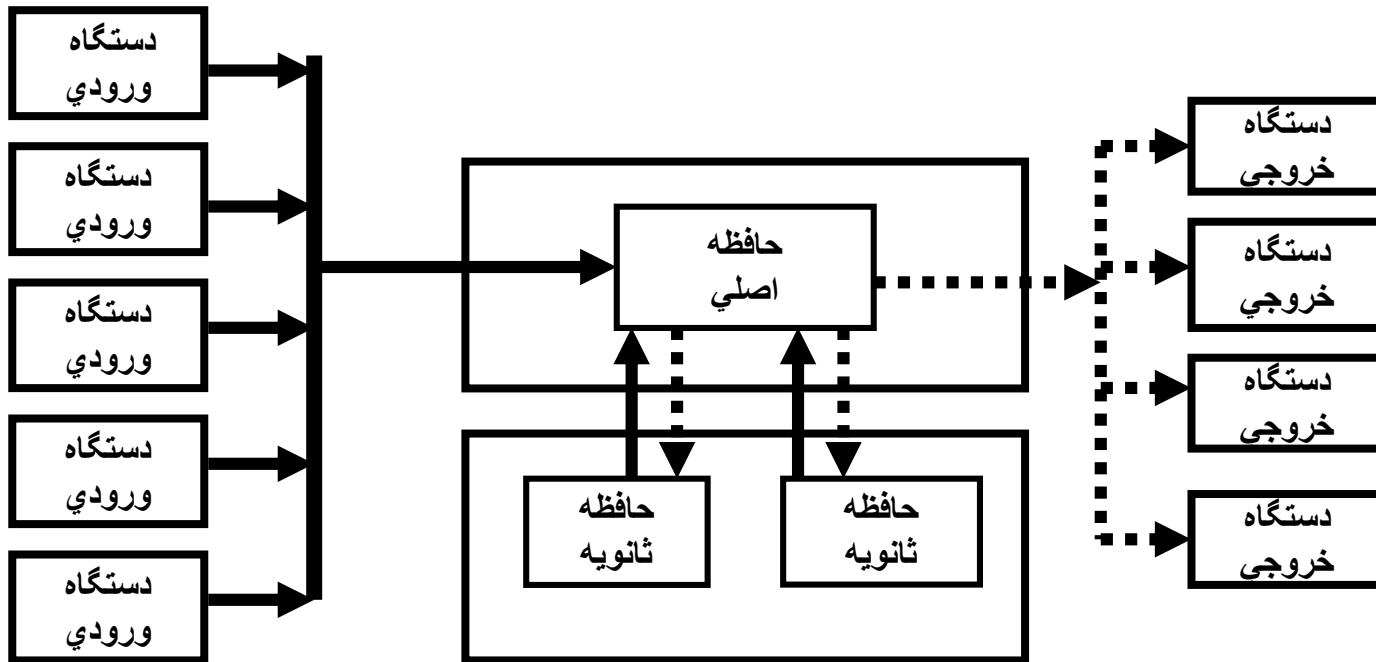 دستگاه
ورودي
دستگاه
ورودي
دستگاه
ورودي
دستگاه
ورودي
دستگاه
ورودي
حافظه
اصلي
حافظه
ثانويه
حافظه
ثانويه
دستگاه
خروجي
دستگاه
خروجي
دستگاه
خروجي
دستگاه
خروجي